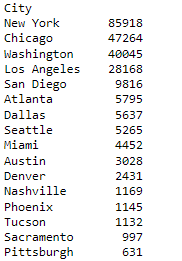 City
New York 85918
Chicago 47264
Washington 40045
Los Angeles 28168
San Diego 9816
Atlanta 5795
Dallas 5637
Seattle 5265
Miami 4452
Austin 3028
Denver 2431
Nashville 1169
Phoenix 1145
Tucson 1132
Sacramento 997
Pittsburgh 631